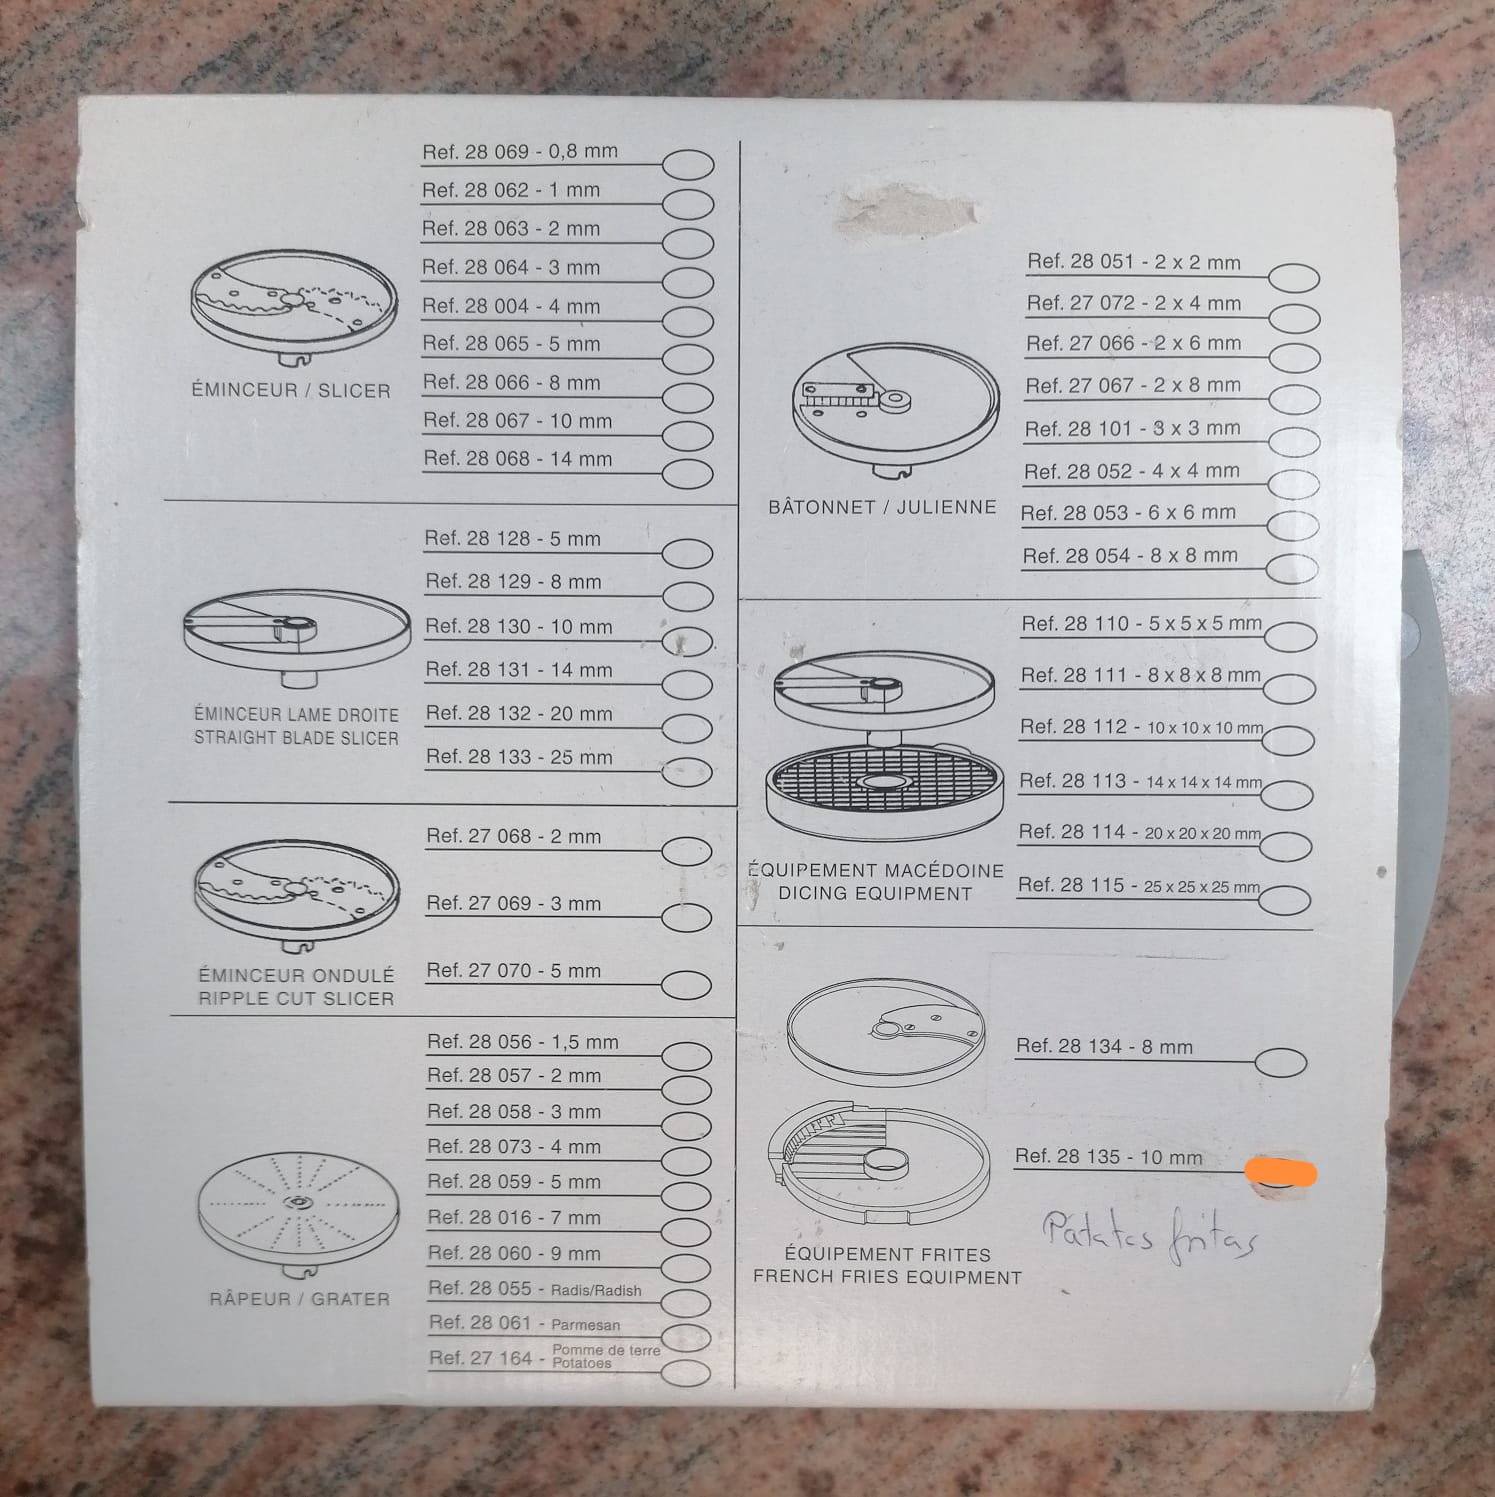 Ref. 28 069 - 0,8 mm
Ref. 28 062 - 1 mm
Ref. 28 063 - 2 mm
Ref. 28 064 - 3 mm
Ref. 28 004 - 4 mm
Ref. 28 065 - 5 mm
Ref. 28 066 - 8 mm
Ref. 28 067 - 10 mm
Ref. 28 068 - 14 mm
ÉMINCEUR / SLICER
Ref. 28 128 - 5 mm
Ref. 28 129 - 8 mm
Ref. 28 130 - 10 mm
Ref. 28 131 - 14 mm
Ref. 28 132 - 20 mm
Ref. 28 133 - 25 mm
ÉMINCEUR LAME DROITE
STRAIGHT BLADE SLICER
Ref. 27 068 - 2 mm
Ref. 27 069 - 3 mm
Ref. 27 070 - 5 mm
ÉMINCEUR ONDULÉ
RIPPLE CUT SLICER
Ref. 28 056 - 1,5 mm
Ref. 28 057 - 2 mm
Ref. 28 058 - 3 mm
Ref. 28 073 - 4 mm
Ref. 28 059 - 5 mm
Ref. 28 016 - 7 mm
Ref. 28 060 - 9 mm
Ref. 28 055 - Radis/Radish
Ref. 28 061 - Parmesan
Ref. 27 164 - Pomme de terre
Potatoes
RÂPEUR / GRATER
Ref. 28 051 - 2 x 2 mm
Ref. 27 072 - 2 x 4 mm
Ref. 27 066 - 2 x 6 mm
Ref. 27 067 - 2 x 8 mm
Ref. 28 101 - 3 x 3 mm
Ref. 28 052 - 4 x 4 mm
Ref. 28 053 - 6 x 6 mm
Ref. 28 054 - 8 x 8 mm
BÂTONNET / JULIENNE
Ref. 28 110 - 5 x 5 x 5 mm
Ref. 28 111 - 8 x 8 x 8 mm
Ref. 28 112 - 10 x 10 x 10 mm
Ref. 28 113 - 14 x 14 x 14 mm
Ref. 28 114 - 20 x 20 x 20 mm
Ref. 28 115 - 25 x 25 x 25 mm
ÉQUIPEMENT MACÉDOINE
DICING EQUIPMENT
Ref. 28 134 - 8 mm
Ref. 28 135 - 10 mm
Patatas fritas
ÉQUIPEMENT FRITES
FRENCH FRIES EQUIPMENT